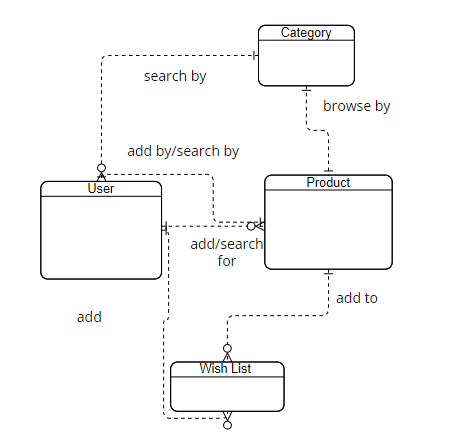 Category
search by
browse by
add by/search by
User
Product
add/search
for
add to
add
Wish List